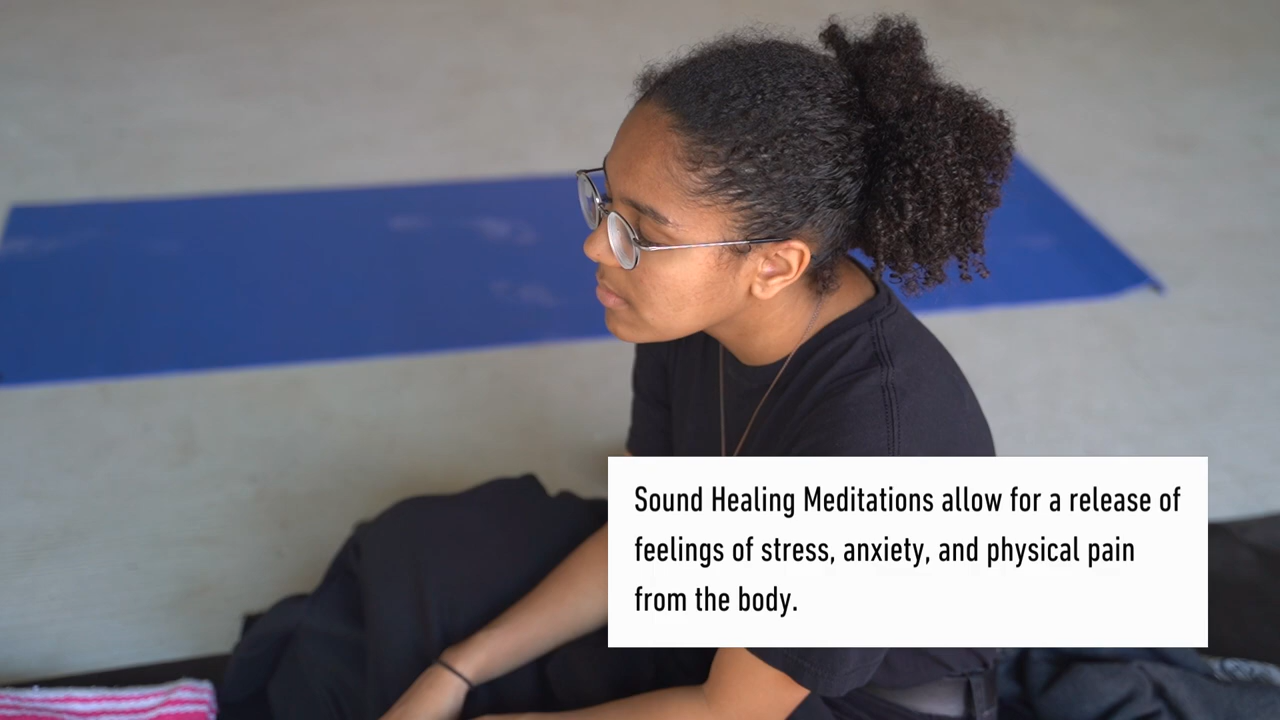 Sound Healing Meditations allow for a release of
feelings of stress, anxiety, and physical pain
from the body.